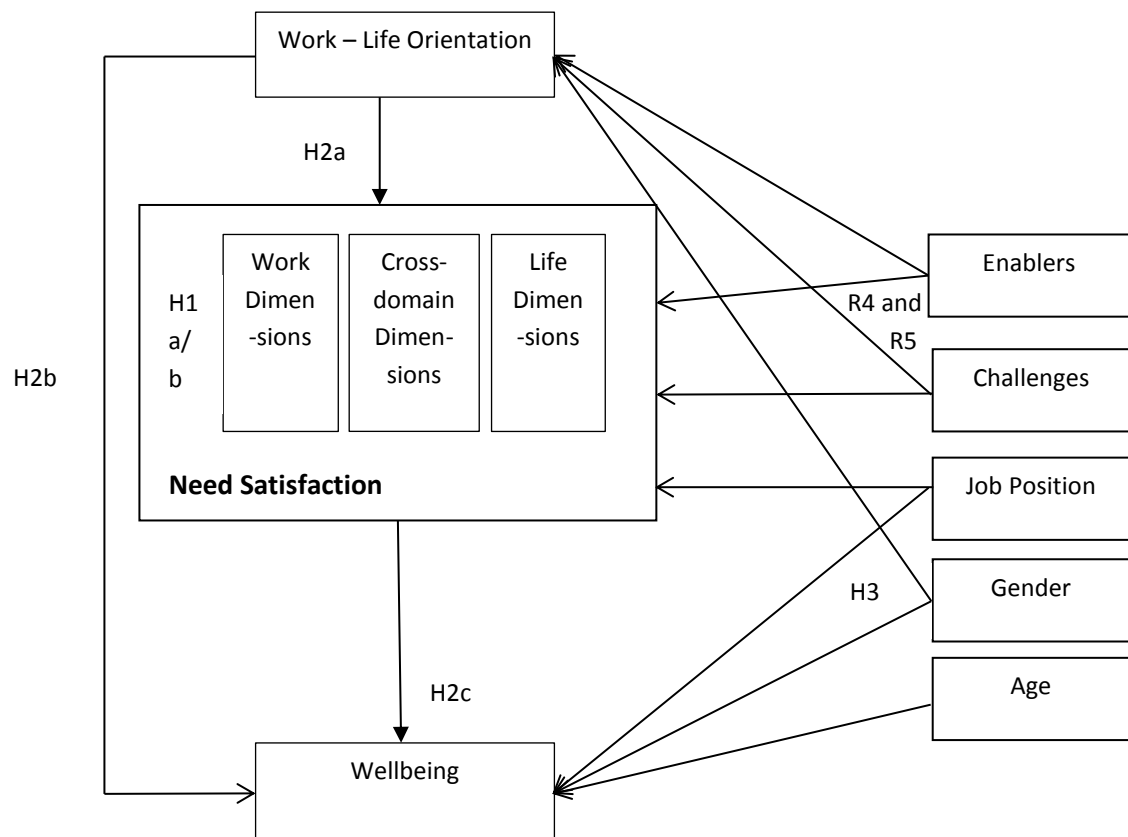 Work – Life Orientation
H2a
H2b
H1
a/
b
Work
Dimen
-sions
Cross-
domain
Dimen-
sions
Life
Dimen
-sions
Need Satisfaction
Enablers
R4 and
R5
Challenges
Job Position
H3
Gender
Age
H2c
Wellbeing